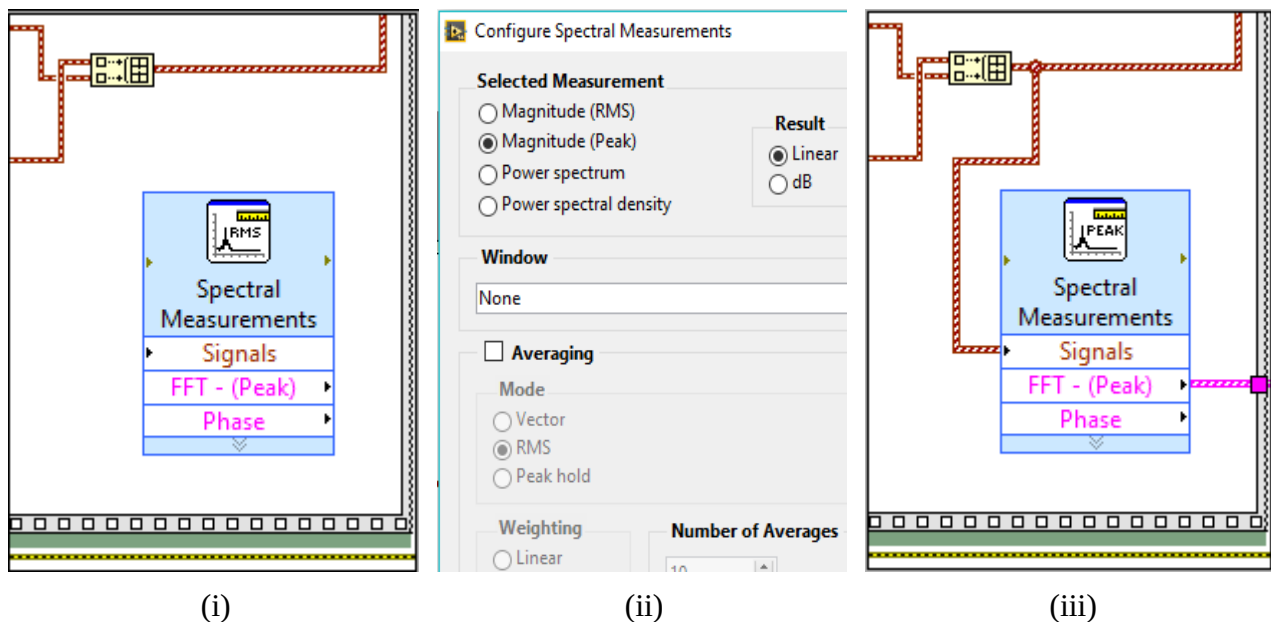 RMS
Spectral
Measurements
Signals
FFT - (Peak)
Phase
(i)
Configure Spectral Measurements
Selected Measurement
Magnitude (RMS)
Magnitude (Peak)
Power spectrum
Power spectral density
Result
Linear
dB
Window
None
Averaging
Mode
Vector
RMS
Peak hold
Weighting
Linear
Number of Averages
10
(ii)
PEAK
Spectral
Measurements
Signals
FFT - (Peak)
Phase
(iii)